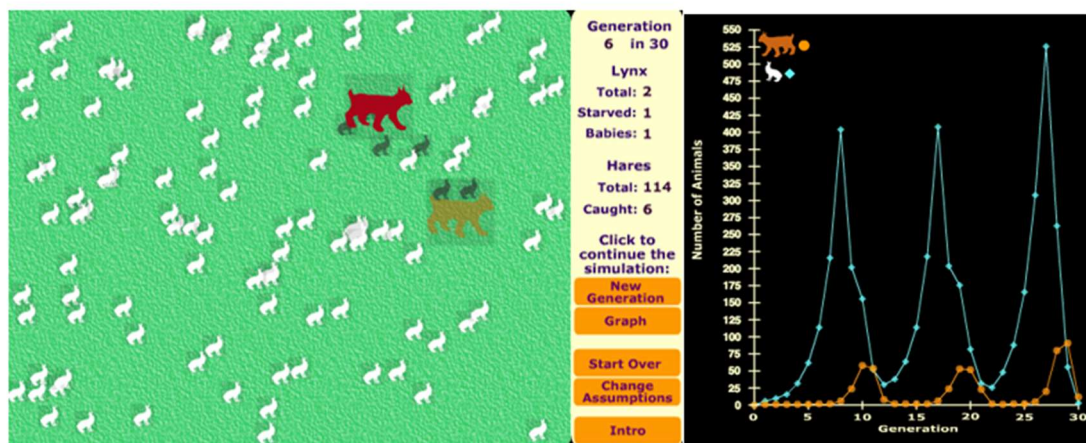 Generation
6 in 30
Lynx
Total: 2
Starved: 1
Babies: 1
Hares
Total: 114
Caught: 6
Click to
continue the
simulation:
New
Generation
Graph
Start Over
Change
Assumptions
Intro
550
525
500
475
450
425
400
375
350
325
300
275
250
225
200
175
150
125
100
75
50
25
0
Number of Animals
0 10 20 30
Generation